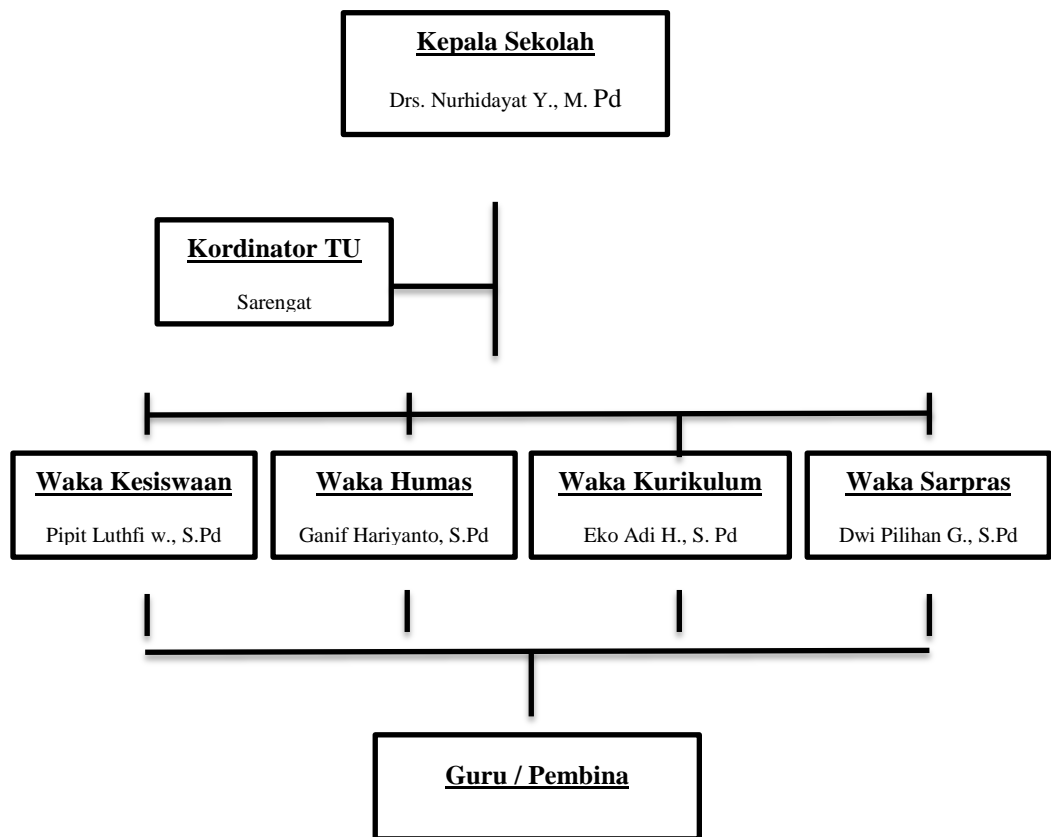 Kepala Sekolah
Drs. Nurhidayat Y., M. Pd
Kordinator TU
Sarengat
Waka Kesiswaan
Pipit Luthfi w., S.Pd
Waka Humas
Ganif Hariyanto, S.Pd
Waka Kurikulum
Eko Adi H., S. Pd
Waka Sarpras
Dwi Pilihan G., S.Pd
Guru / Pembina